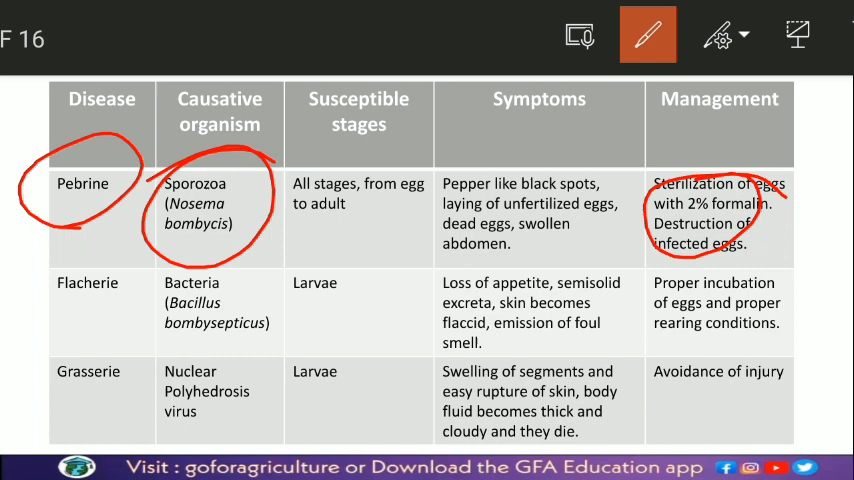 F 16
Disease
Causative
organism
Susceptible
stages
Symptoms
Management
Pebrine
Sporozoa
(Nosema
bombycis)
All stages, from egg
to adult
Pepper like black spots,
laying of unfertilized eggs,
dead eggs, swollen
abdomen.
Sterilization of eggs
with 2% formalin.
Destruction of
infected eggs.
Flacherie
Bacteria
(Bacillus
bombysepticus)
Larvae
Loss of appetite, semisolid
excreta, skin becomes
flaccid, emission of foul
smell.
Proper incubation
of eggs and proper
rearing conditions.
Grasserie
Nuclear
Polyhedrosis
virus
Larvae
Swelling of segments and
easy rupture of skin, body
fluid becomes thick and
cloudy and they die.
Avoidance of injury
Visit : goforagriculture or Download the GFA Education app